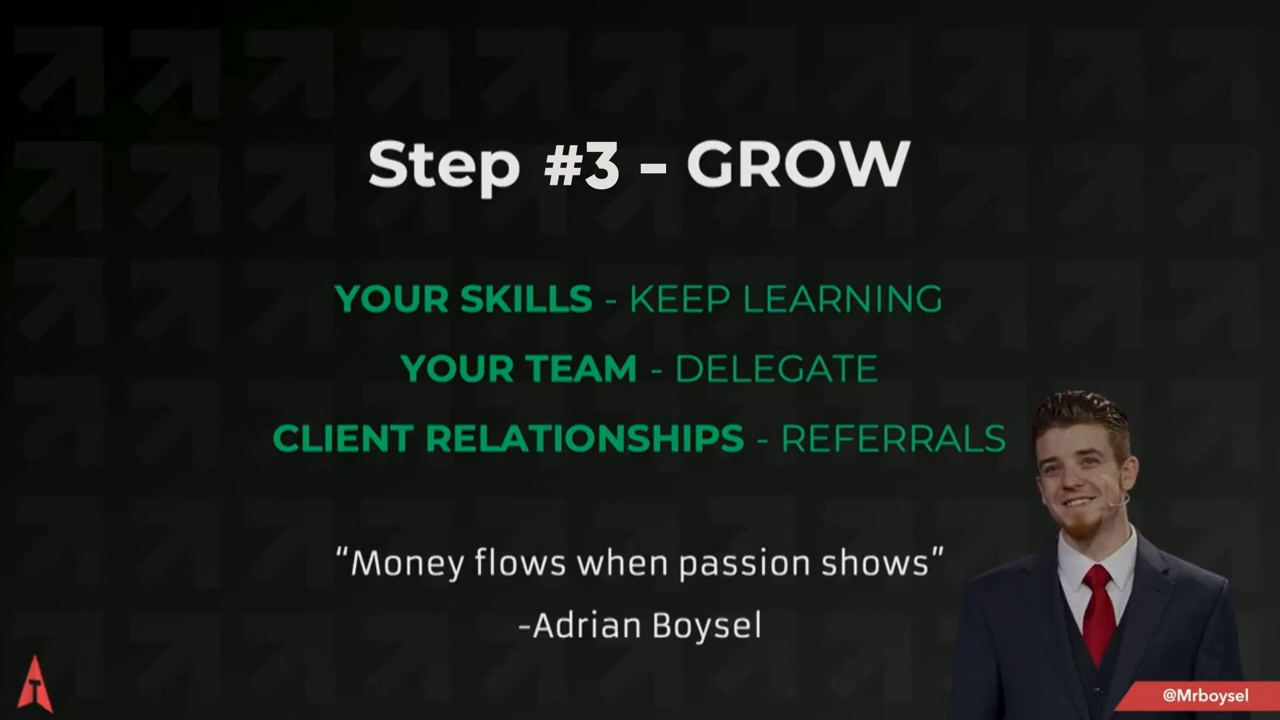 Step #3 - GROW
YOUR SKILLS - KEEP LEARNING
YOUR TEAM - DELEGATE
CLIENT RELATIONSHIPS - REFERRALS
“Money flows when passion shows”
-Adrian Boysel
T
@Mrboysel